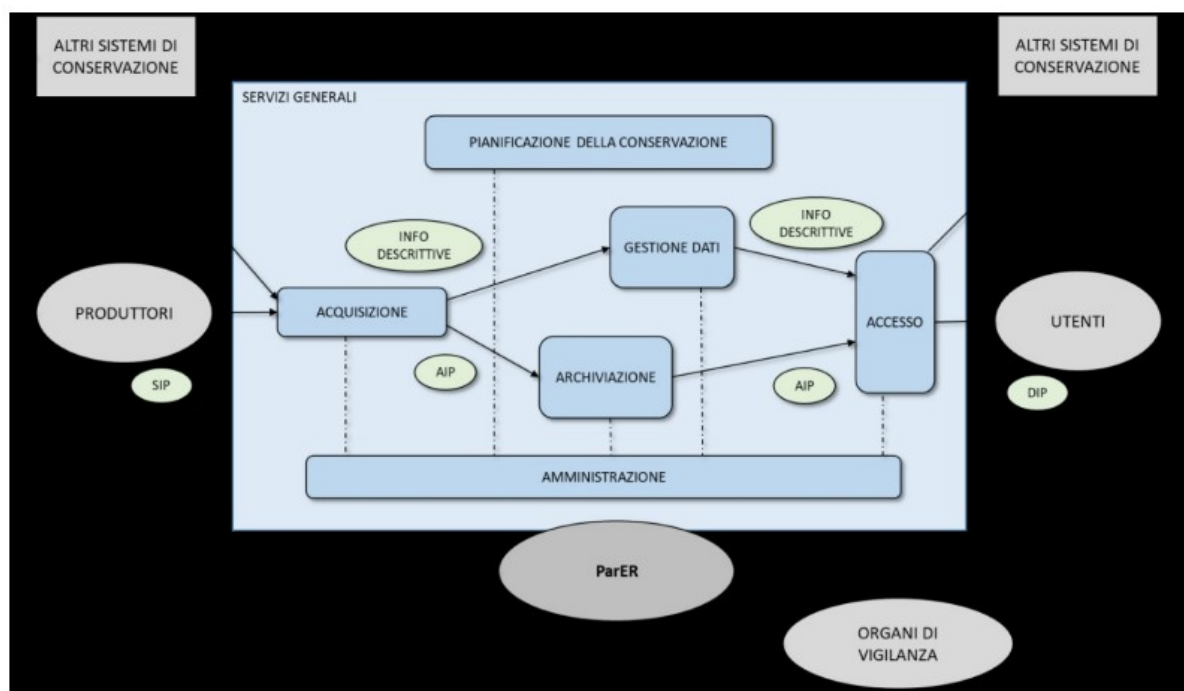 ALTRI SISTEMI DI
CONSERVAZIONE
ALTRI SISTEMI DI
CONSERVAZIONE
SERVIZI GENERALI
PIANIFICAZIONE DELLA CONSERVAZIONE
INFO
DESCRITTIVE
GESTIONE DATI
INFO
DESCRITTIVE
PRODUTTORI
ACQUISIZIONE
ACCESSO
UTENTI
SIP
AIP
ARCHIVIAZIONE
AIP
DIP
AMMINISTRAZIONE
ParER
ORGANI DI
VIGILANZA